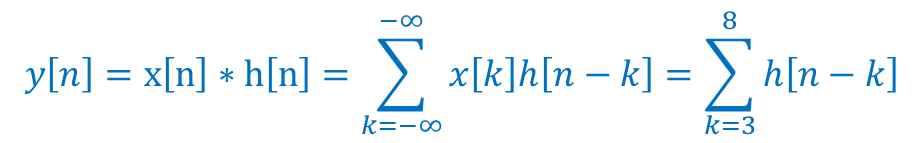 y[n] = x[n] ∗ h[n] = ∑_{k=−∞}^{−∞} x[k]h[n − k] = ∑_{k=3}^{8} h[n − k]